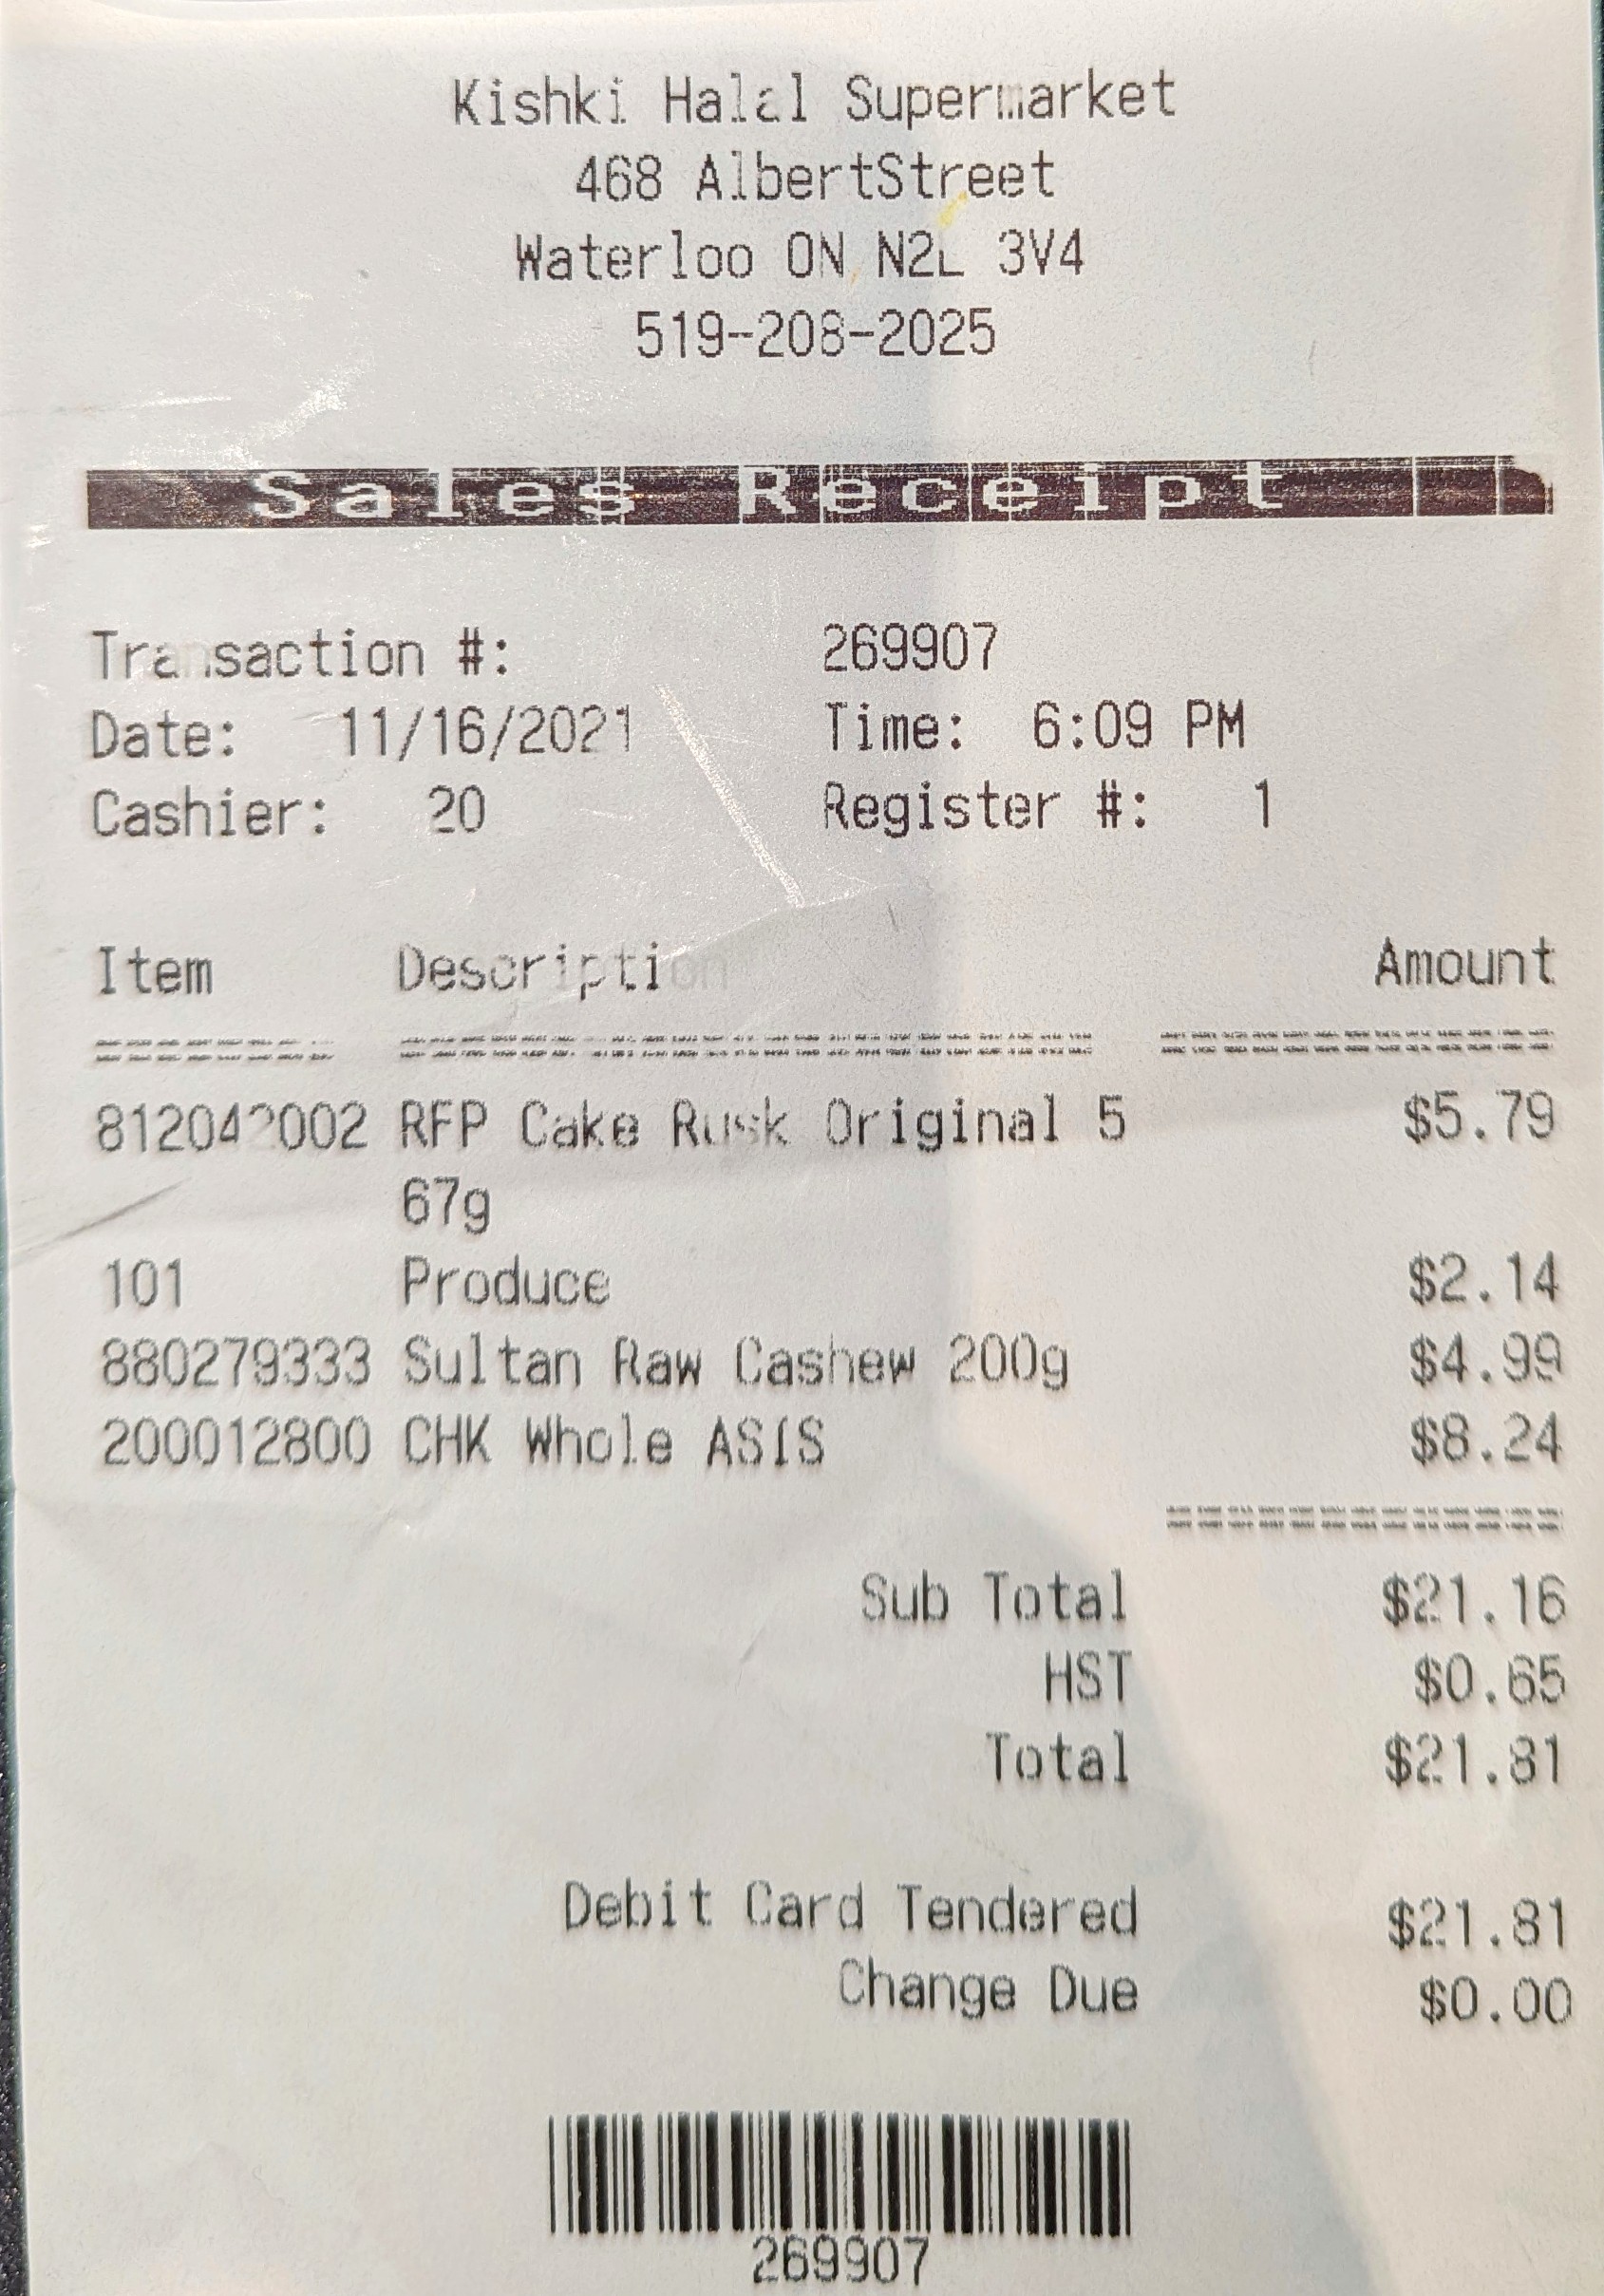 Kishki Halal Supermarket
468 AlbertStreet
Waterloo ON N2L 3V4
519-208-2025
Sales Receipt
Transaction #: 269907
Date: 11/16/2021 Time: 6:09 PM
Cashier: 20 Register #: 1
Item Description Amount
RFP Cake Rusk Original 5 $5.79
67g
101 Produce $2.14
880279333 Sultan Raw Cashew 200g $4.99
200012800 CHK Whole ASIS $8.24
Sub Total $21.16
HST $0.65
Total $21.81
Debit Card Tendered $21.81
Change Due $0.00
269907